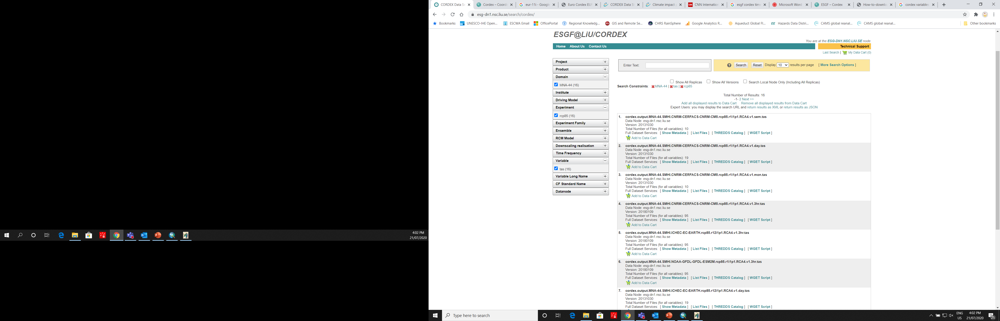 4:02 PM
21/07/2020
CORDEX Data Se
Cordex – Coordi
eur-11i - Google
Euro Cordex EUR
CORDEX Data St
Climate impact
CNN Internation
esgf cordex time
Microsoft Word
ESGF – Cordex
How-to-downlo
cordex variables
esg-dn1.nsc.liu.se/search/cordex/
Bookmarks
UNESCO-IHE Open...
ESCWA Email
OfficePortal
Regional Knowledg...
GIS and Remote Se...
CHRS RainSphere
Google Analytics R...
Aqueduct Global Fl...
Hazards Data Distri...
CAMS global reanal...
CAMS global reanal...
Other bookmarks
ESGF@LiU/CORDEX
You are at the ESG-DN1.NSC.LIU.SE node
Home About Us Contact Us
Technical Support
Last Search | My Data Cart (0)
Project
Product
Domain
MNA-44 (16)
Institute
Driving Model
Experiment
rcp85 (16)
Experiment Family
Ensemble
RCM Model
Downscaling realisation
Time Frequency
Variable
tas (16)
Variable Long Name
CF Standard Name
Datanode
Enter Text:
Search Reset Display 10 results per page [ More Search Options ]
Show All Replicas Show All Versions Search Local Node Only (Including All Replicas)
Search Constraints: MNA-44 | tas | rcp85
Total Number of Results: 16
-1- 2 Next >>
Add all displayed results to Data Cart Remove all displayed results from Data Cart
Expert Users: you may display the search URL and return results as XML or return results as JSON
1. cordex.output.MNA-44.SMHI.CNRM-CERFACS-CNRM-CM5.rcp85.r1i1p1.RCA4.v1.sem.tas
Data Node: esg-dn1.nsc.liu.se
Version: 20131030
Total Number of Files (for all variables): 10
Full Dataset Services: [ Show Metadata ] [ List Files ] [ THREDDS Catalog ] [ WGET Script ]
Add to Data Cart
2. cordex.output.MNA-44.SMHI.CNRM-CERFACS-CNRM-CM5.rcp85.r1i1p1.RCA4.v1.day.tas
Data Node: esg-dn1.nsc.liu.se
Version: 20131030
Total Number of Files (for all variables): 19
Full Dataset Services: [ Show Metadata ] [ List Files ] [ THREDDS Catalog ] [ WGET Script ]
Add to Data Cart
3. cordex.output.MNA-44.SMHI.CNRM-CERFACS-CNRM-CM5.rcp85.r1i1p1.RCA4.v1.mon.tas
Data Node: esg-dn1.nsc.liu.se
Version: 20131030
Total Number of Files (for all variables): 10
Full Dataset Services: [ Show Metadata ] [ List Files ] [ THREDDS Catalog ] [ WGET Script ]
Add to Data Cart
4. cordex.output.MNA-44.SMHI.CNRM-CERFACS-CNRM-CM5.rcp85.r1i1p1.RCA4.v1.3hr.tas
Data Node: esg-dn1.nsc.liu.se
Version: 20180109
Total Number of Files (for all variables): 95
Full Dataset Services: [ Show Metadata ] [ List Files ] [ THREDDS Catalog ] [ WGET Script ]
Add to Data Cart
5. cordex.output.MNA-44.SMHI.ICHEC-EC-EARTH.rcp85.r12i1p1.RCA4.v1.3hr.tas
Data Node: esg-dn1.nsc.liu.se
Version: 20180109
Total Number of Files (for all variables): 95
Full Dataset Services: [ Show Metadata ] [ List Files ] [ THREDDS Catalog ] [ WGET Script ]
Add to Data Cart
6. cordex.output.MNA-44.SMHI.NOAA-GFDL-GFDL-ESM2M.rcp85.r1i1p1.RCA4.v1.3hr.tas
Data Node: esg-dn1.nsc.liu.se
Version: 20180109
Total Number of Files (for all variables): 95
Full Dataset Services: [ Show Metadata ] [ List Files ] [ THREDDS Catalog ] [ WGET Script ]
Add to Data Cart
7. cordex.output.MNA-44.SMHI.ICHEC-EC-EARTH.rcp85.r12i1p1.RCA4.v1.day.tas
Data Node: esg-dn1.nsc.liu.se
Version: 20131030
Total Number of Files (for all variables): 19
Full Dataset Services: [ Show Metadata ] [ List Files ] [ THREDDS Catalog ] [ WGET Script ]
Type here to search
ENG
US
4:02 PM
21/07/2020
25